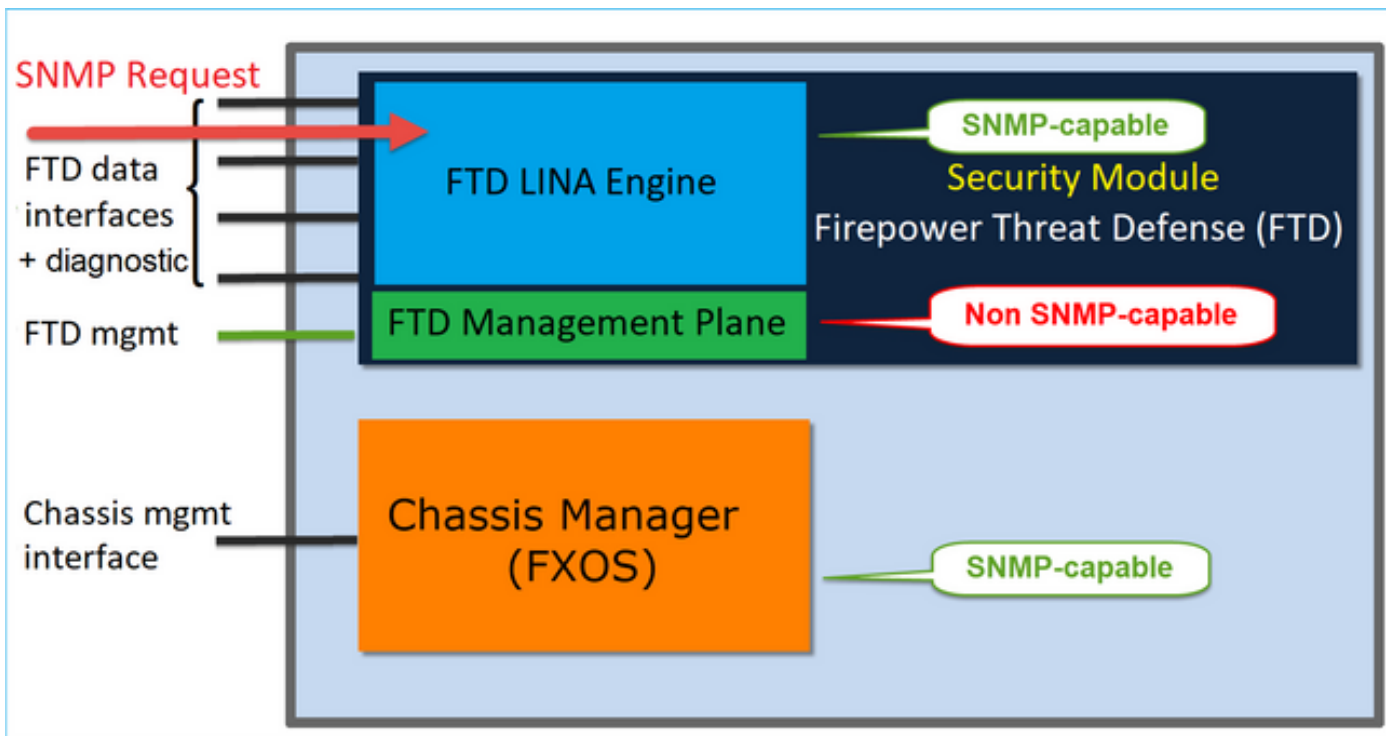 SNMP Request
FTD data
interfaces
+ diagnostic
FTD mgmt
Chassis mgmt
interface
FTD LINA Engine
FTD Management Plane
SNMP-capable
Security Module
Firepower Threat Defense (FTD)
Non SNMP-capable
Chassis Manager
(FXOS)
SNMP-capable